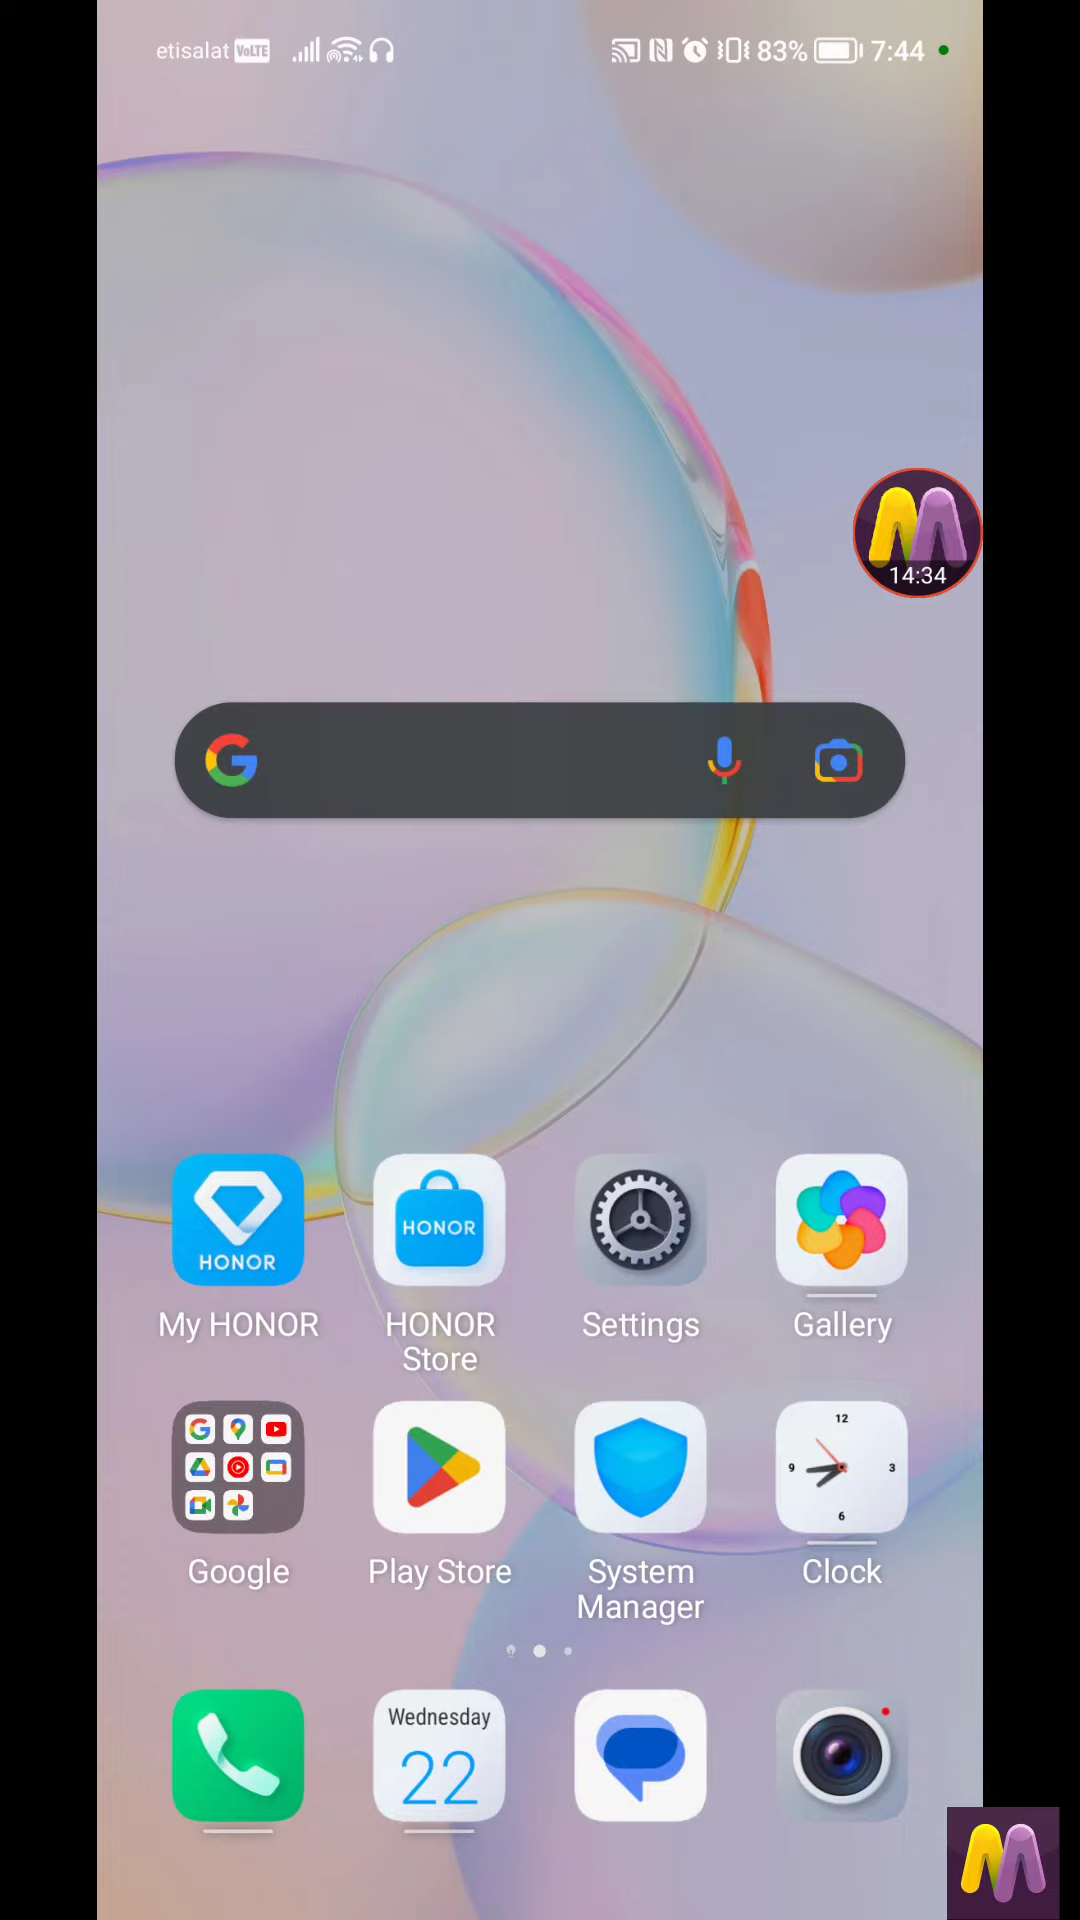 etisalat VoLTE 83% 7:44
14:34
HONOR
HONOR
My HONOR
HONOR Store
Settings
Gallery
12
9 3
6
Google
Play Store
System Manager
Clock
Wednesday
22